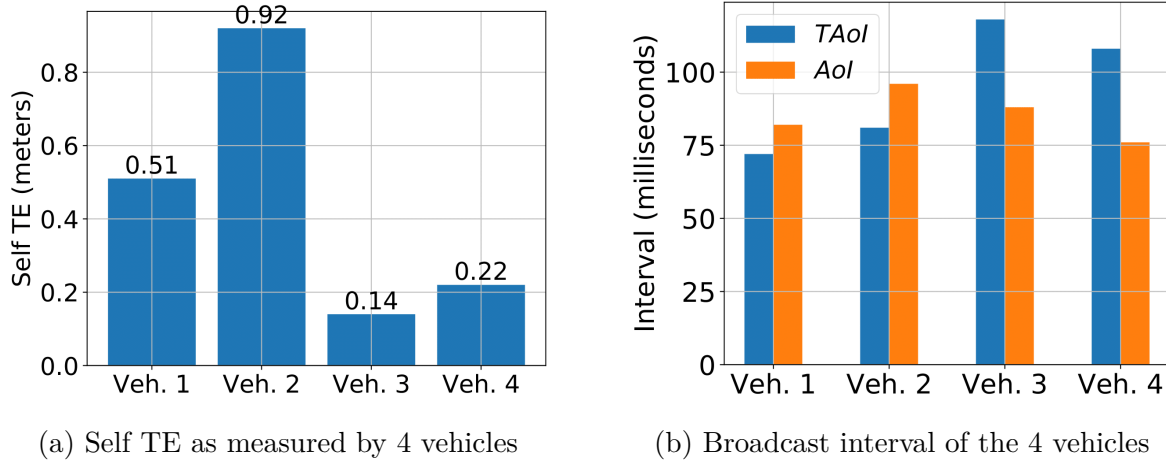 Self TE (meters)
0.8
0.6
0.4
0.2
0.0
0.51
0.92
0.14
0.22
Veh. 1 Veh. 2 Veh. 3 Veh. 4
(a) Self TE as measured by 4 vehicles
Interval (milliseconds)
100
75
50
25
0
TAoI
AoI
Veh. 1 Veh. 2 Veh. 3 Veh. 4
(b) Broadcast interval of the 4 vehicles